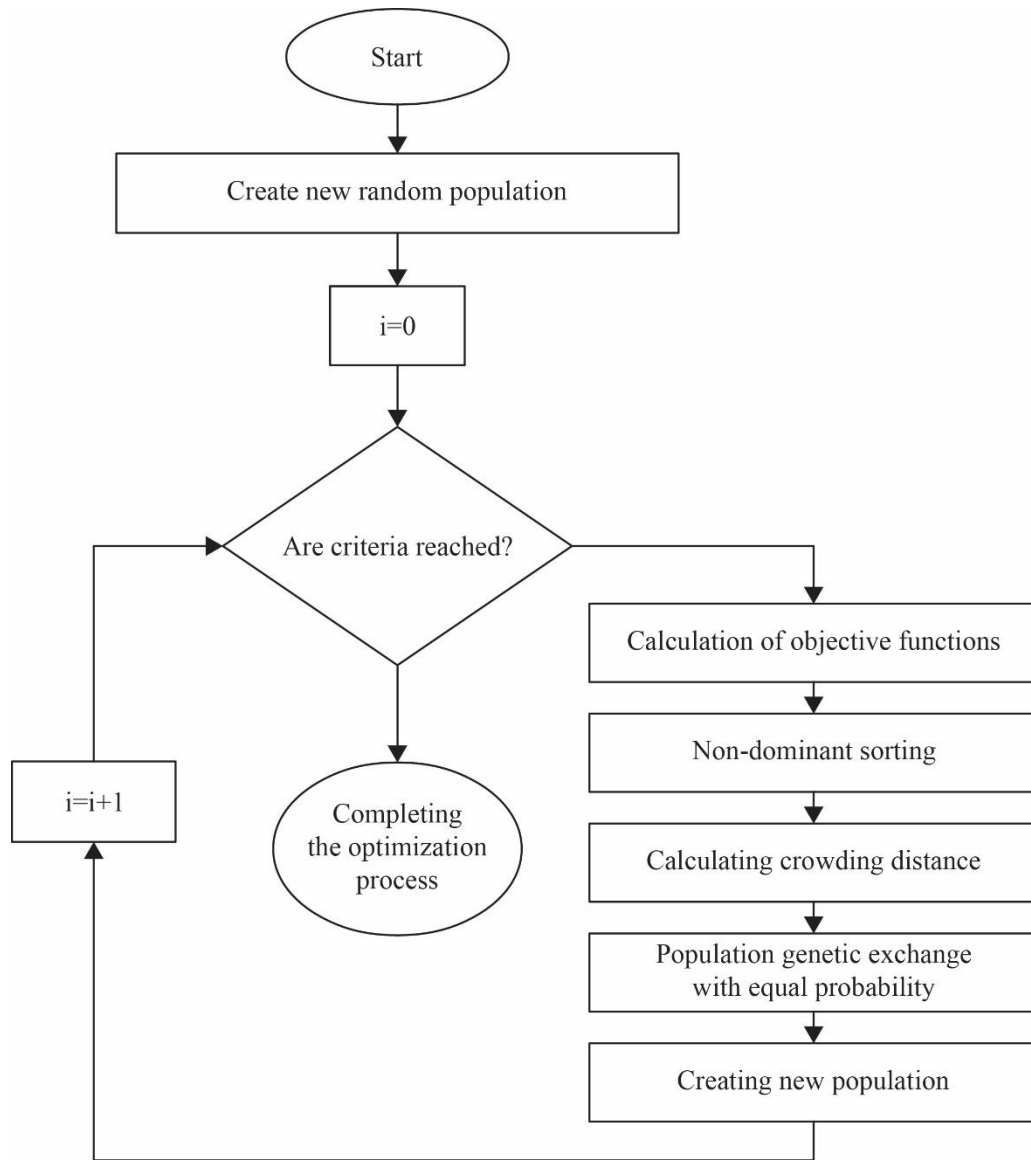 Start
Create new random population
i=0
Are criteria reached?
Calculation of objective functions
Non-dominant sorting
i=i+1
Completing
the optimization
process
Calculating crowding distance
Population genetic exchange
with equal probability
Creating new population